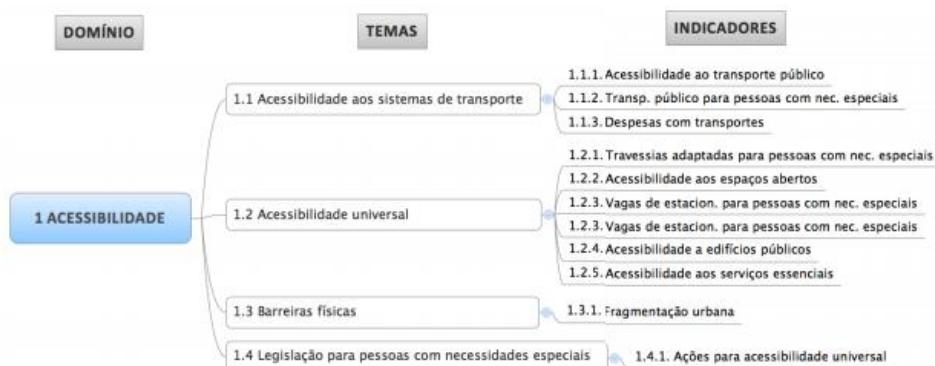 DOMÍNIO
TEMAS
INDICADORES
1 ACESSIBILIDADE
1.1 Acessibilidade aos sistemas de transporte
1.1.1. Acessibilidade ao transporte público
1.1.2. Transp. público para pessoas com nec. especiais
1.1.3. Despesas com transportes
1.2 Acessibilidade universal
1.2.1. Travessias adaptadas para pessoas com nec. especiais
1.2.2. Acessibilidade aos espaços abertos
1.2.3. Vagas de estacion. para pessoas com nec. especiais
1.2.3. Vagas de estacion. para pessoas com nec. especiais
1.2.4. Acessibilidade a edifícios públicos
1.2.5. Acessibilidade aos serviços essenciais
1.3 Barreiras físicas
1.3.1. Fragmentação urbana
1.4 Legislação para pessoas com necessidades especiais
1.4.1. Ações para acessibilidade universal